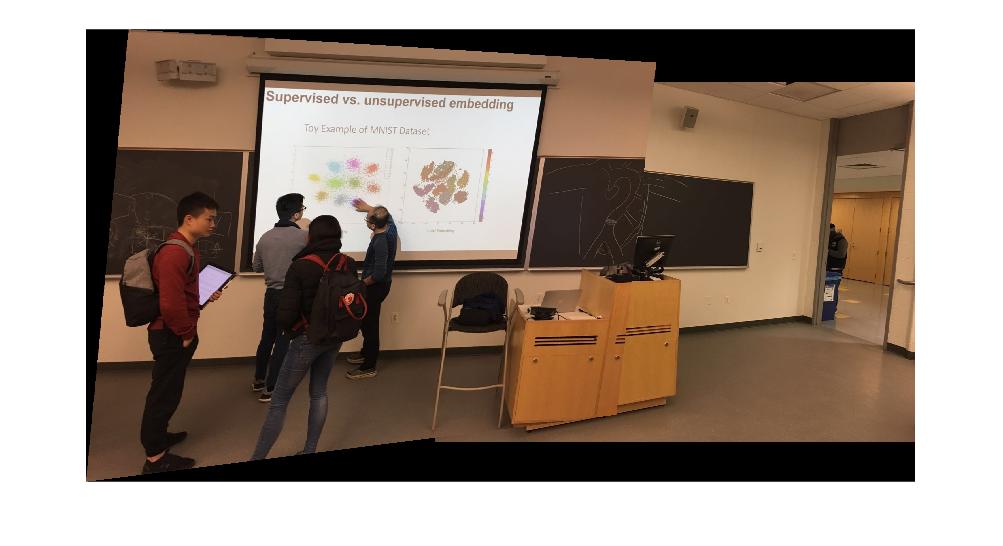 Supervised vs. unsupervised embedding
Toy Example of MNIST Dataset